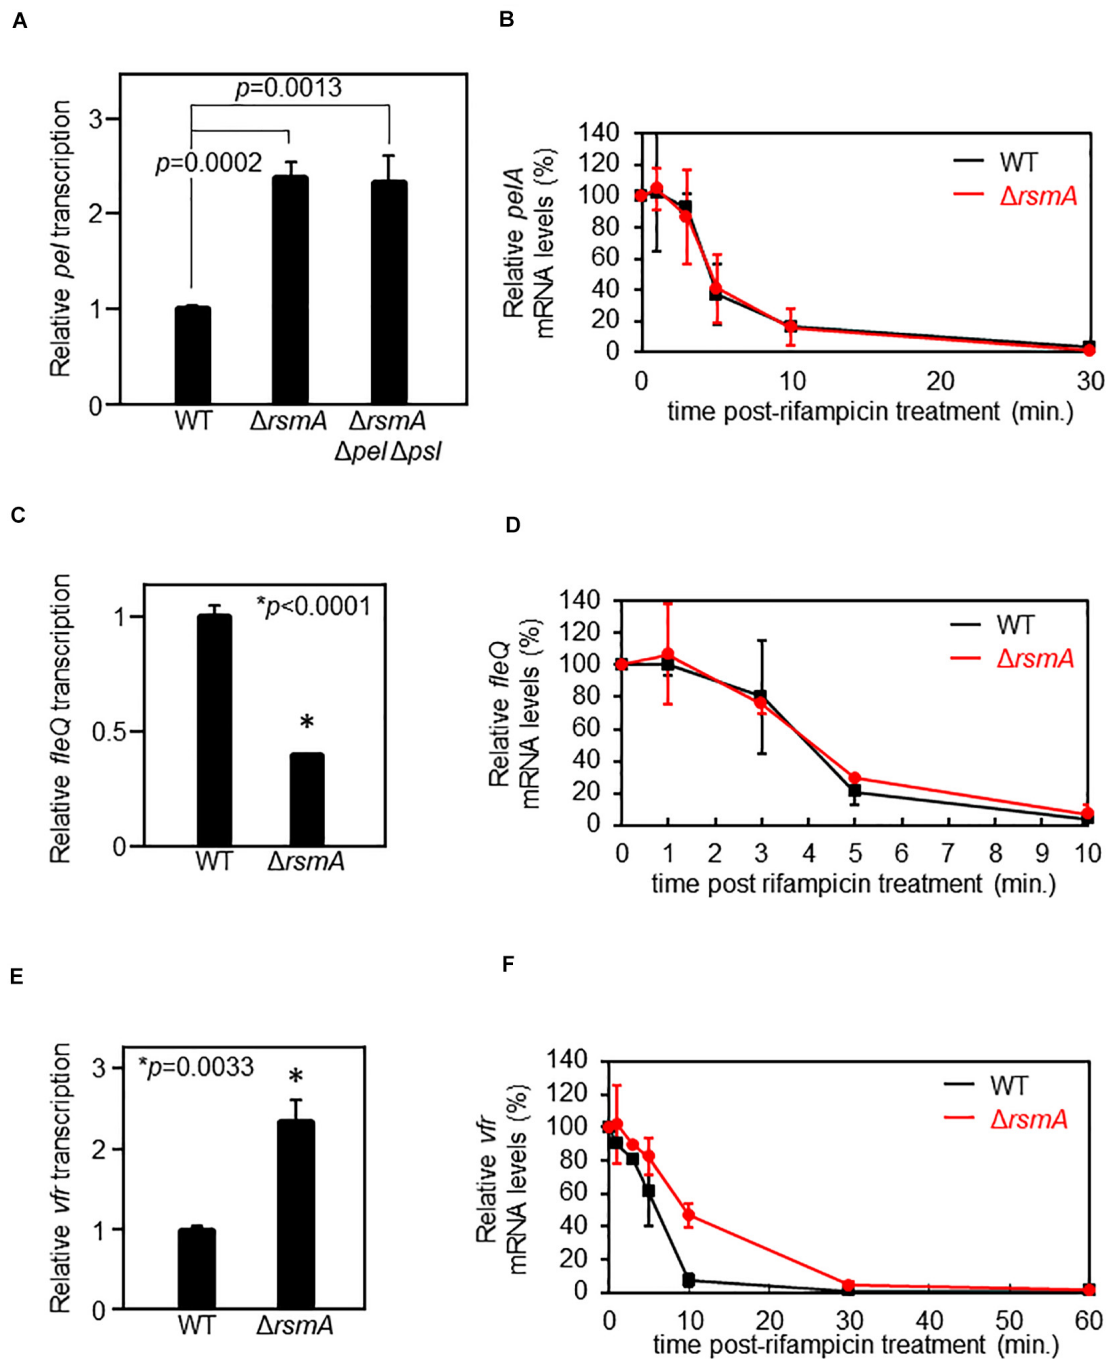 A
Relative pel transcription
3
2
1
0
p=0.0013
p=0.0002
WT
ΔrsmA
ΔrsmA
Δpel Δpsl
B
Relative pelA
mRNA levels (%)
140
120
100
80
60
40
20
0
WT
ΔrsmA
0 10 20 30
time post-rifampicin treatment (min.)
C
Relative fleQ transcription
1
0.5
0
*p<0.0001
*
WT
ΔrsmA
D
Relative fleQ
mRNA levels (%)
140
120
100
80
60
40
20
0
WT
ΔrsmA
0 1 2 3 4 5 6 7 8 9 10
time post rifampicin treatment (min.)
E
Relative vfr transcription
3
2
1
0
*p=0.0033
*
WT
ΔrsmA
F
Relative vfr
mRNA levels (%)
140
120
100
80
60
40
20
0
WT
ΔrsmA
0 10 20 30 40 50 60
time post-rifampicin treatment (min.)